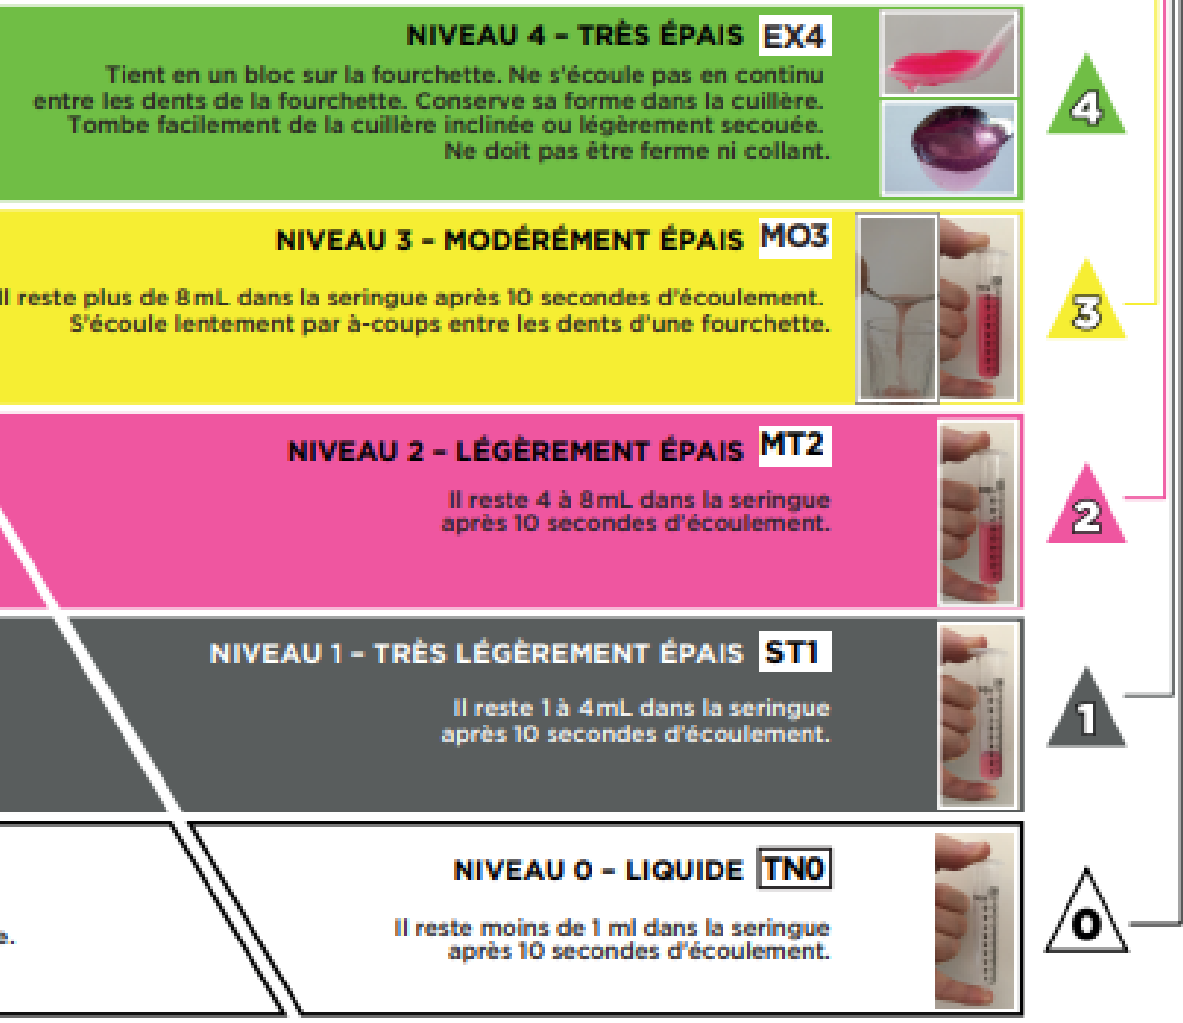 NIVEAU 4 – TRÈS ÉPAIS EX4
Tient en un bloc sur la fourchette. Ne s'écoule pas en continu
entre les dents de la fourchette. Conserve sa forme dans la cuillère.
Tombe facilement de la cuillère inclinée ou légèrement secouée.
Ne doit pas être ferme ni collant.
4
NIVEAU 3 – MODÉRÉMENT ÉPAIS MO3
Il reste plus de 8mL dans la seringue après 10 secondes d'écoulement.
S'écoule lentement par à-coups entre les dents d'une fourchette.
3
NIVEAU 2 – LÉGÈREMENT ÉPAIS MT2
Il reste 4 à 8mL dans la seringue
après 10 secondes d'écoulement.
2
NIVEAU 1 – TRÈS LÉGÈREMENT ÉPAIS ST1
Il reste 1 à 4mL dans la seringue
après 10 secondes d'écoulement.
1
NIVEAU 0 – LIQUIDE TN0
Il reste moins de 1 ml dans la seringue
après 10 secondes d'écoulement.
0
e.